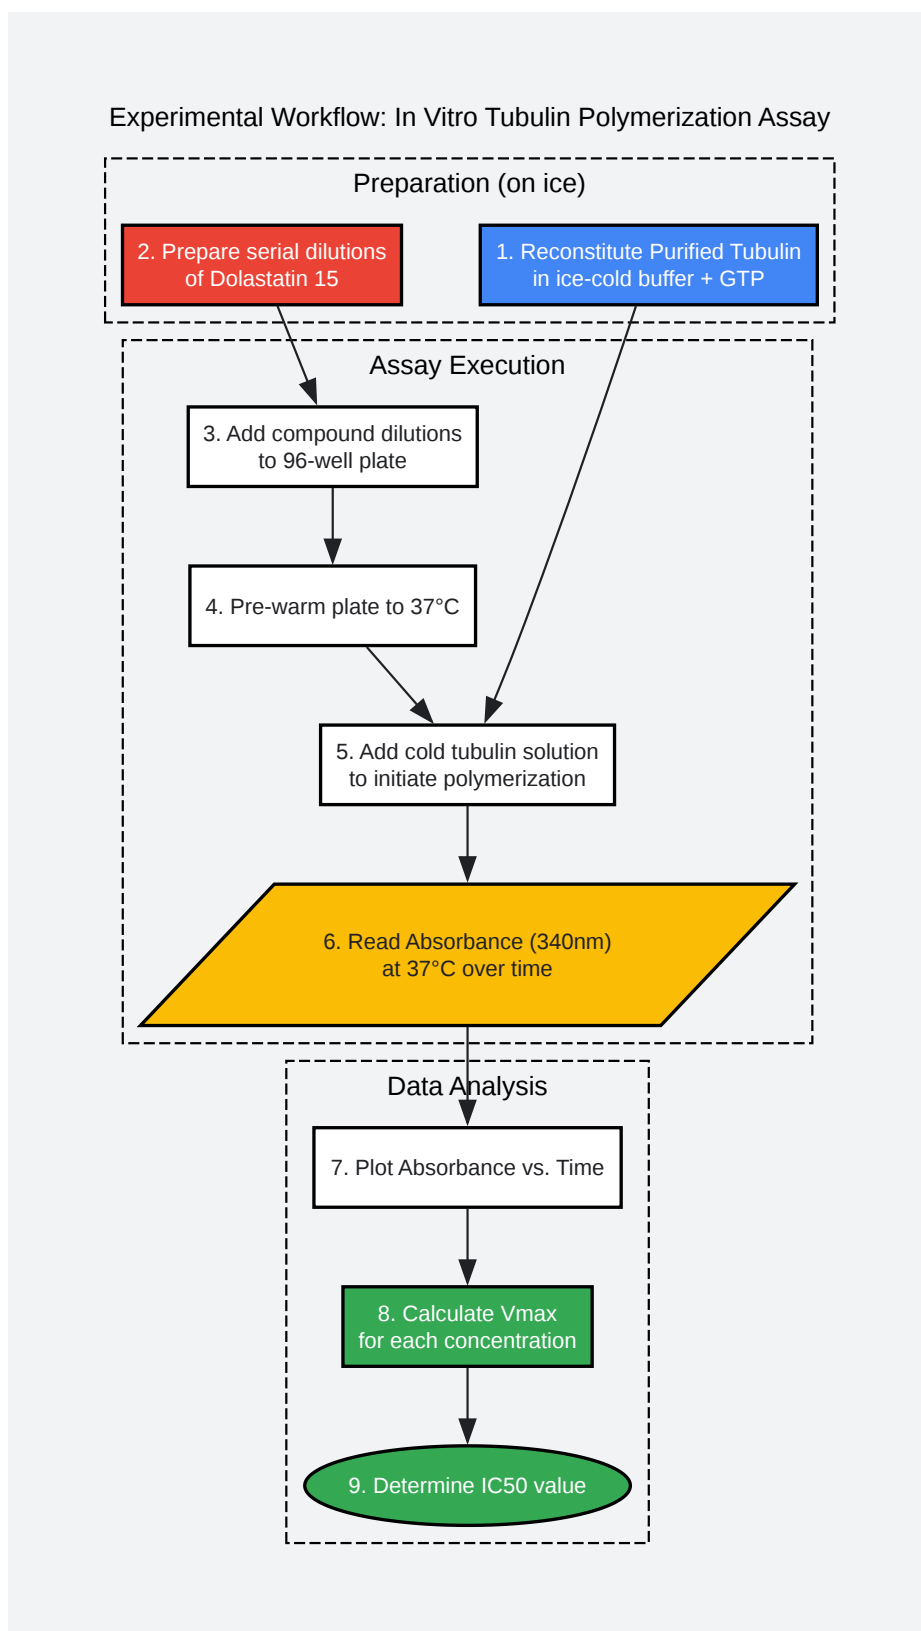 Experimental Workflow: In Vitro Tubulin Polymerization Assay
Preparation (on ice)
2. Prepare serial dilutions
of Dolastatin 15
1. Reconstitute Purified Tubulin
in ice-cold buffer + GTP
Assay Execution
3. Add compound dilutions
to 96-well plate
4. Pre-warm plate to 37°C
5. Add cold tubulin solution
to initiate polymerization
6. Read Absorbance (340nm)
at 37°C over time
Data Analysis
7. Plot Absorbance vs. Time
8. Calculate Vmax
for each concentration
9. Determine IC50 value